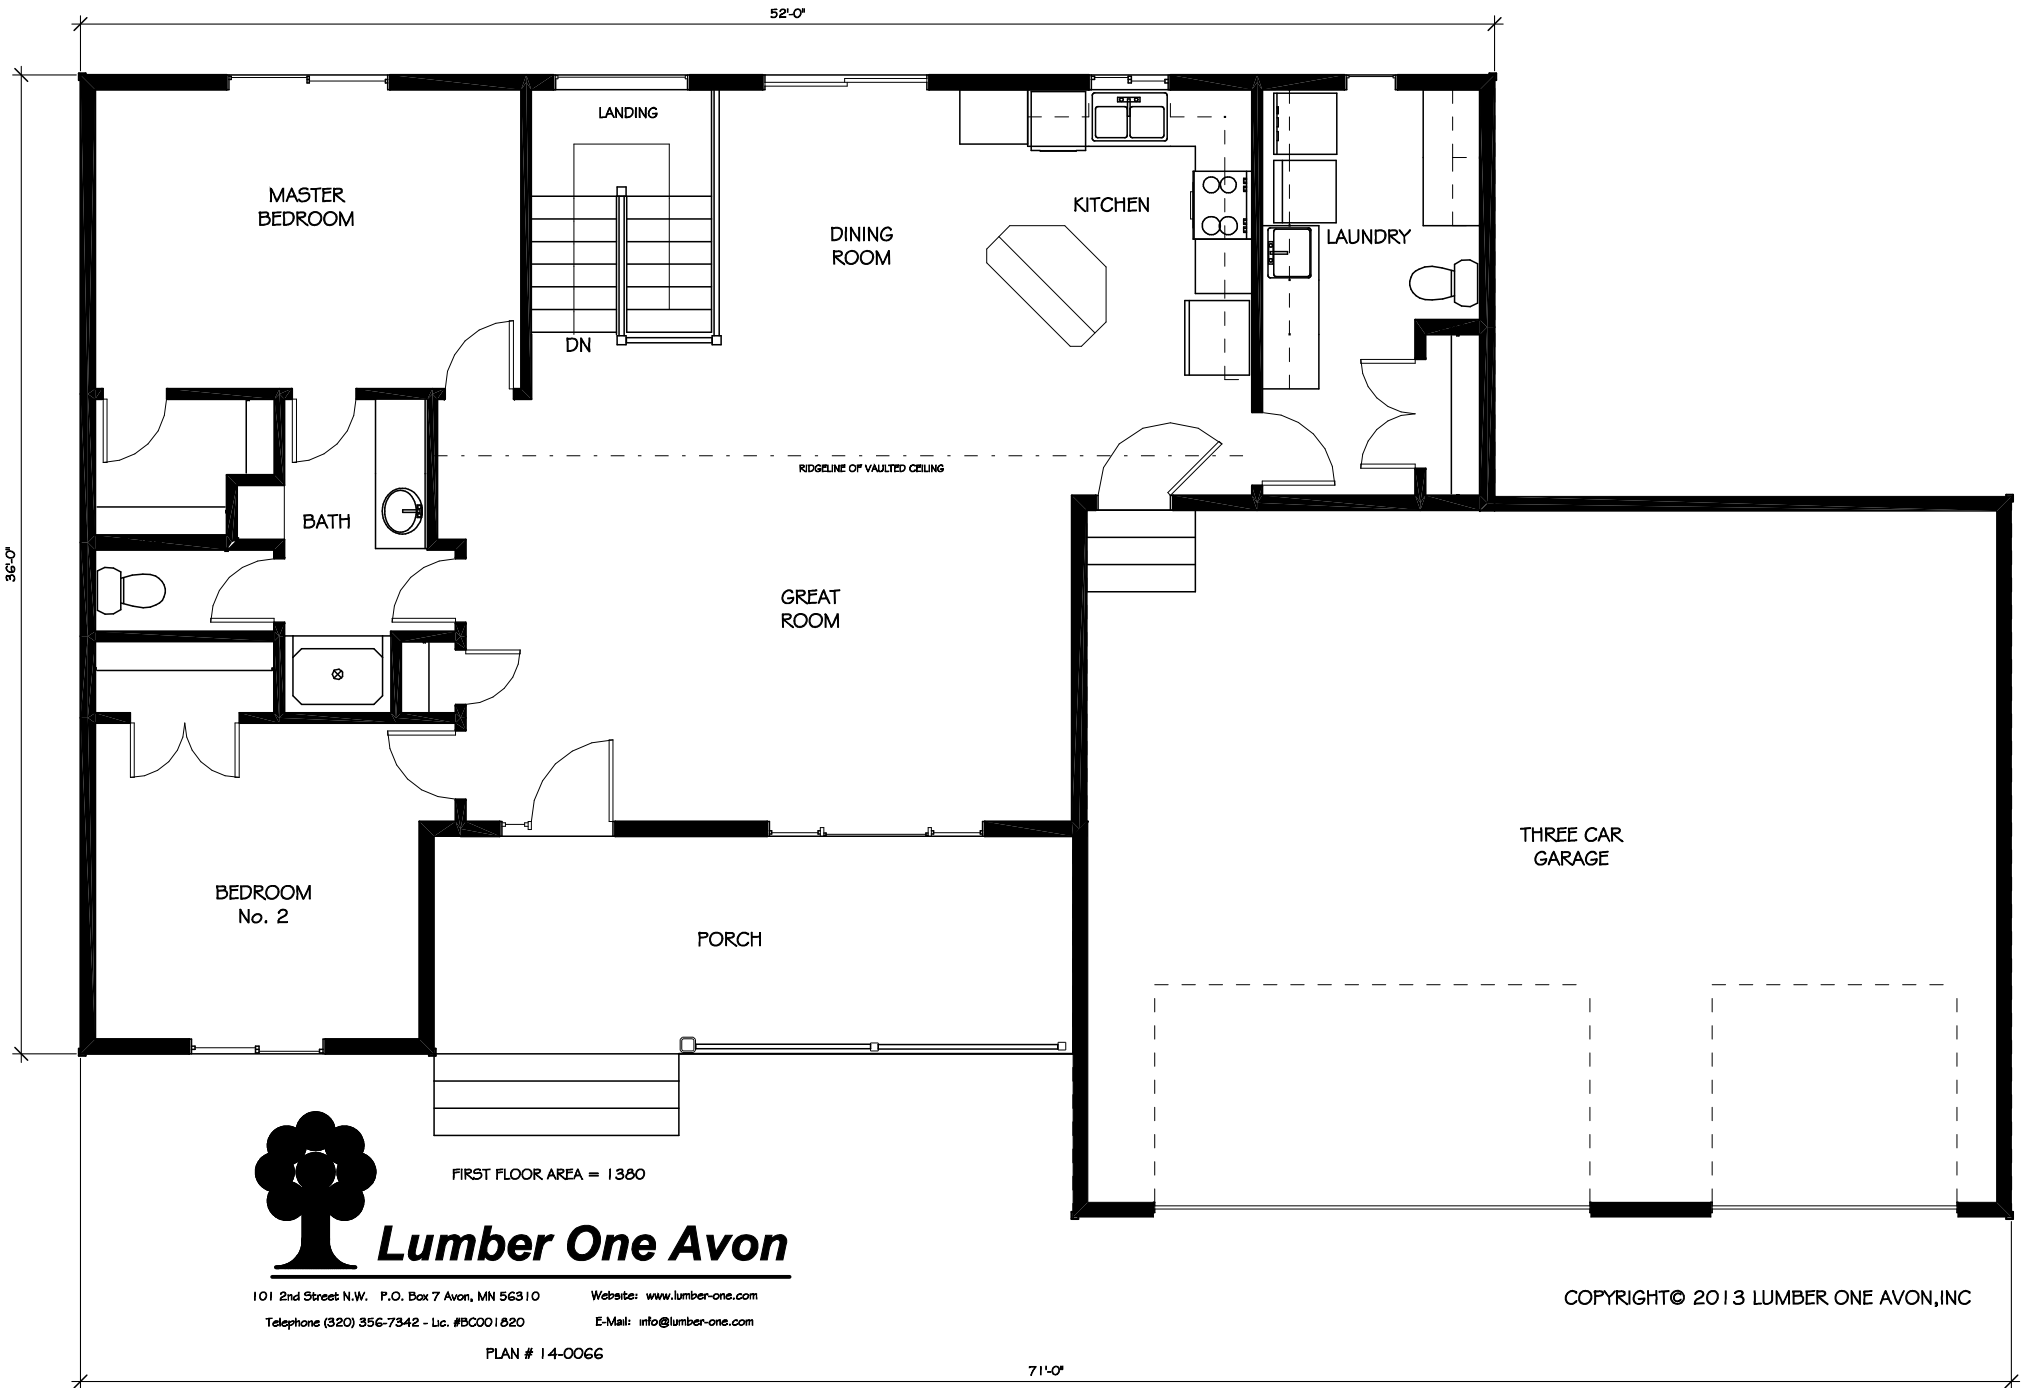 52'-0"
LANDING
MASTER
BEDROOM
KITCHEN
DINING
ROOM
LAUNDRY
DN
RIDGELINE OF VAULTED CEILING
BATH
36'-0"
GREAT
ROOM
THREE CAR
GARAGE
BEDROOM
No. 2
PORCH
FIRST FLOOR AREA = 1380
Lumber One Avon
101 2nd Street N.W. P.O. Box 7 Avon, MN 56310 Website: www.lumber-one.com
Telephone (320) 356-7342 - Lic. #BC001820 E-Mail: info@lumber-one.com
PLAN # 14-0066
COPYRIGHT© 2013 LUMBER ONE AVON,INC
71'-0"